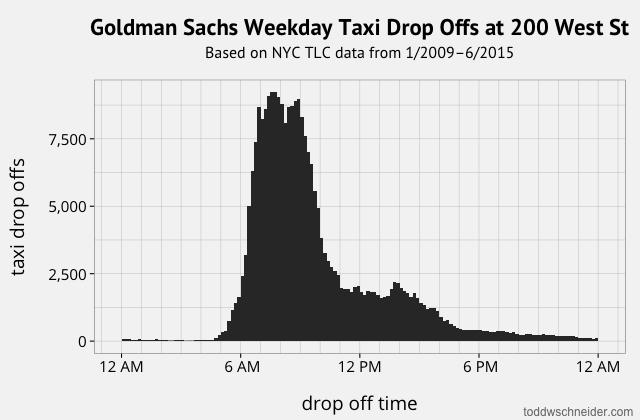 Goldman Sachs Weekday Taxi Drop Offs at 200 West St
Based on NYC TLC data from 1/2009–6/2015
taxi drop offs
7,500
5,000
2,500
0
12 AM
6 AM
12 PM
6 PM
12 AM
drop off time
toddwschneider.com